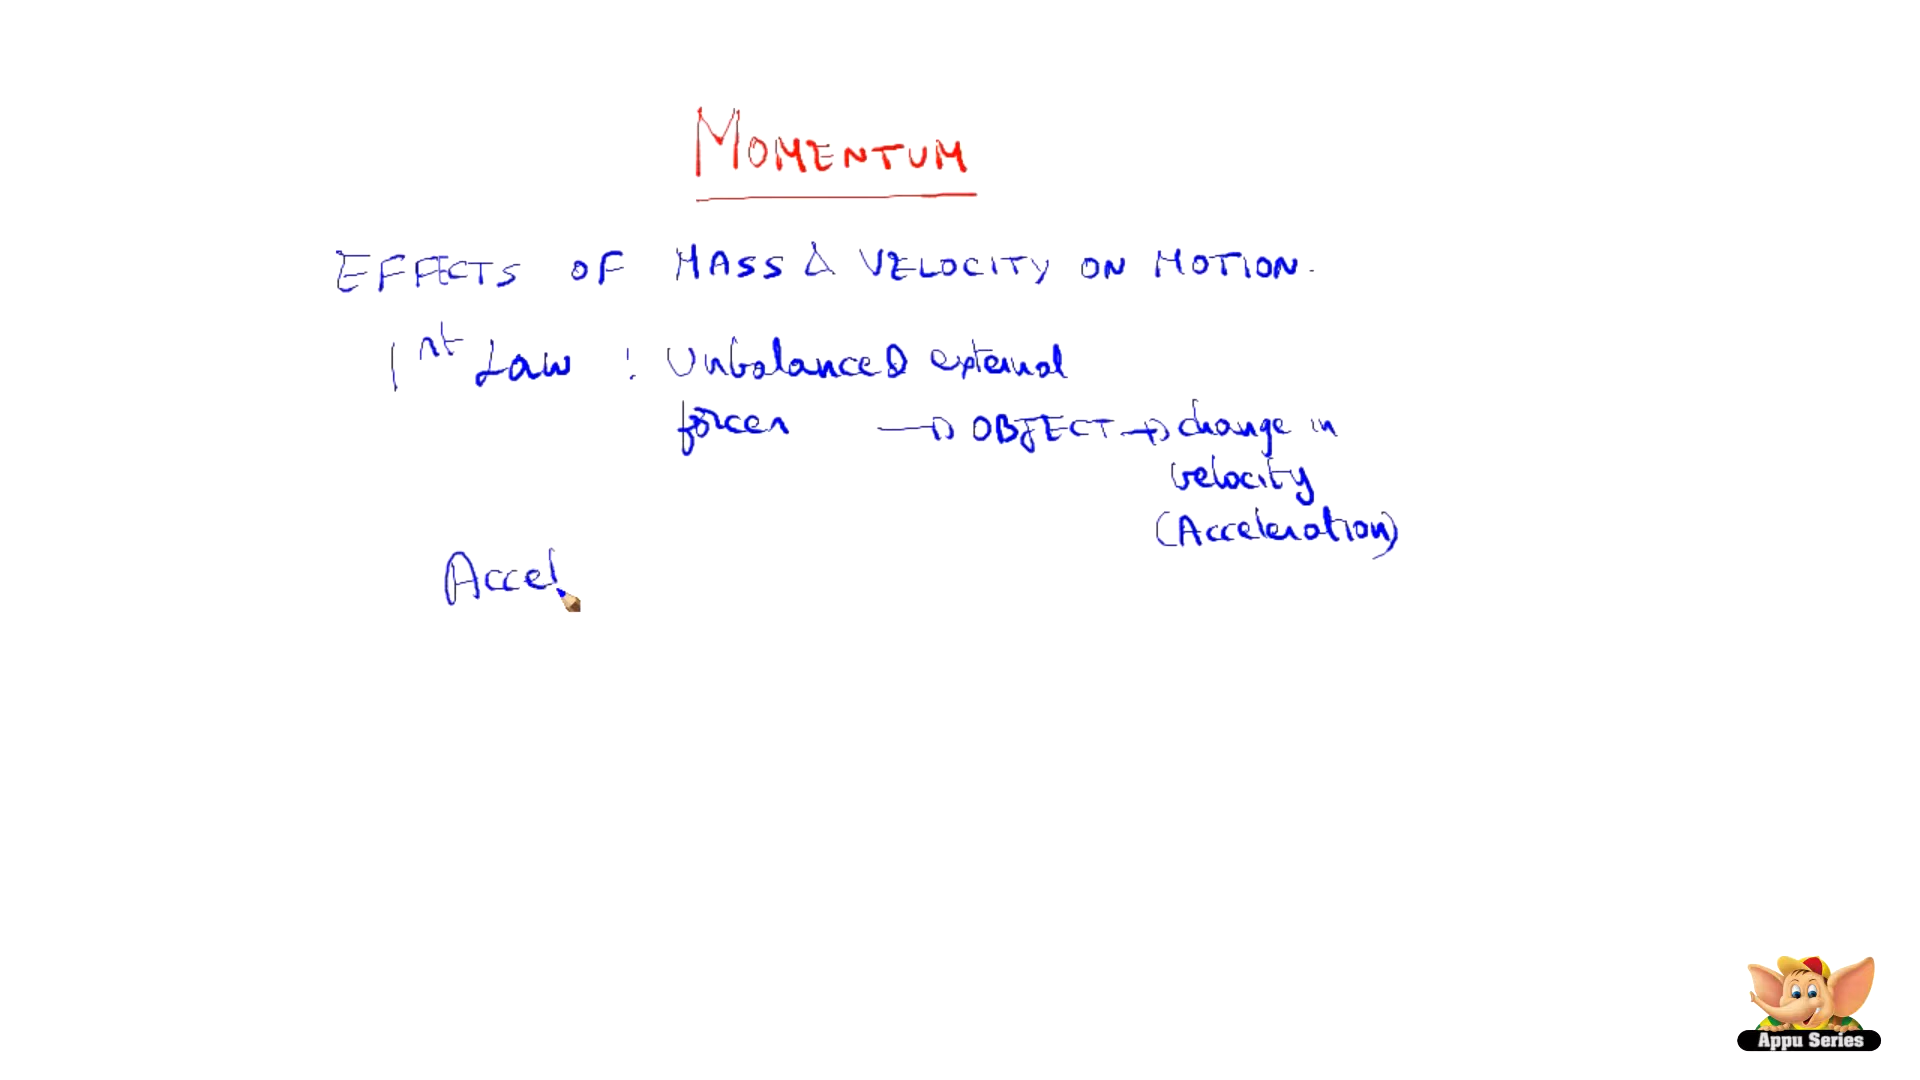 MOMENTUM
EFFECTS OF MASS & VELOCITY ON MOTION.
1st Law : Unbalanced external
forces → OBJECT → change in
velocity
(Acceleration)
Accel
Appu Series